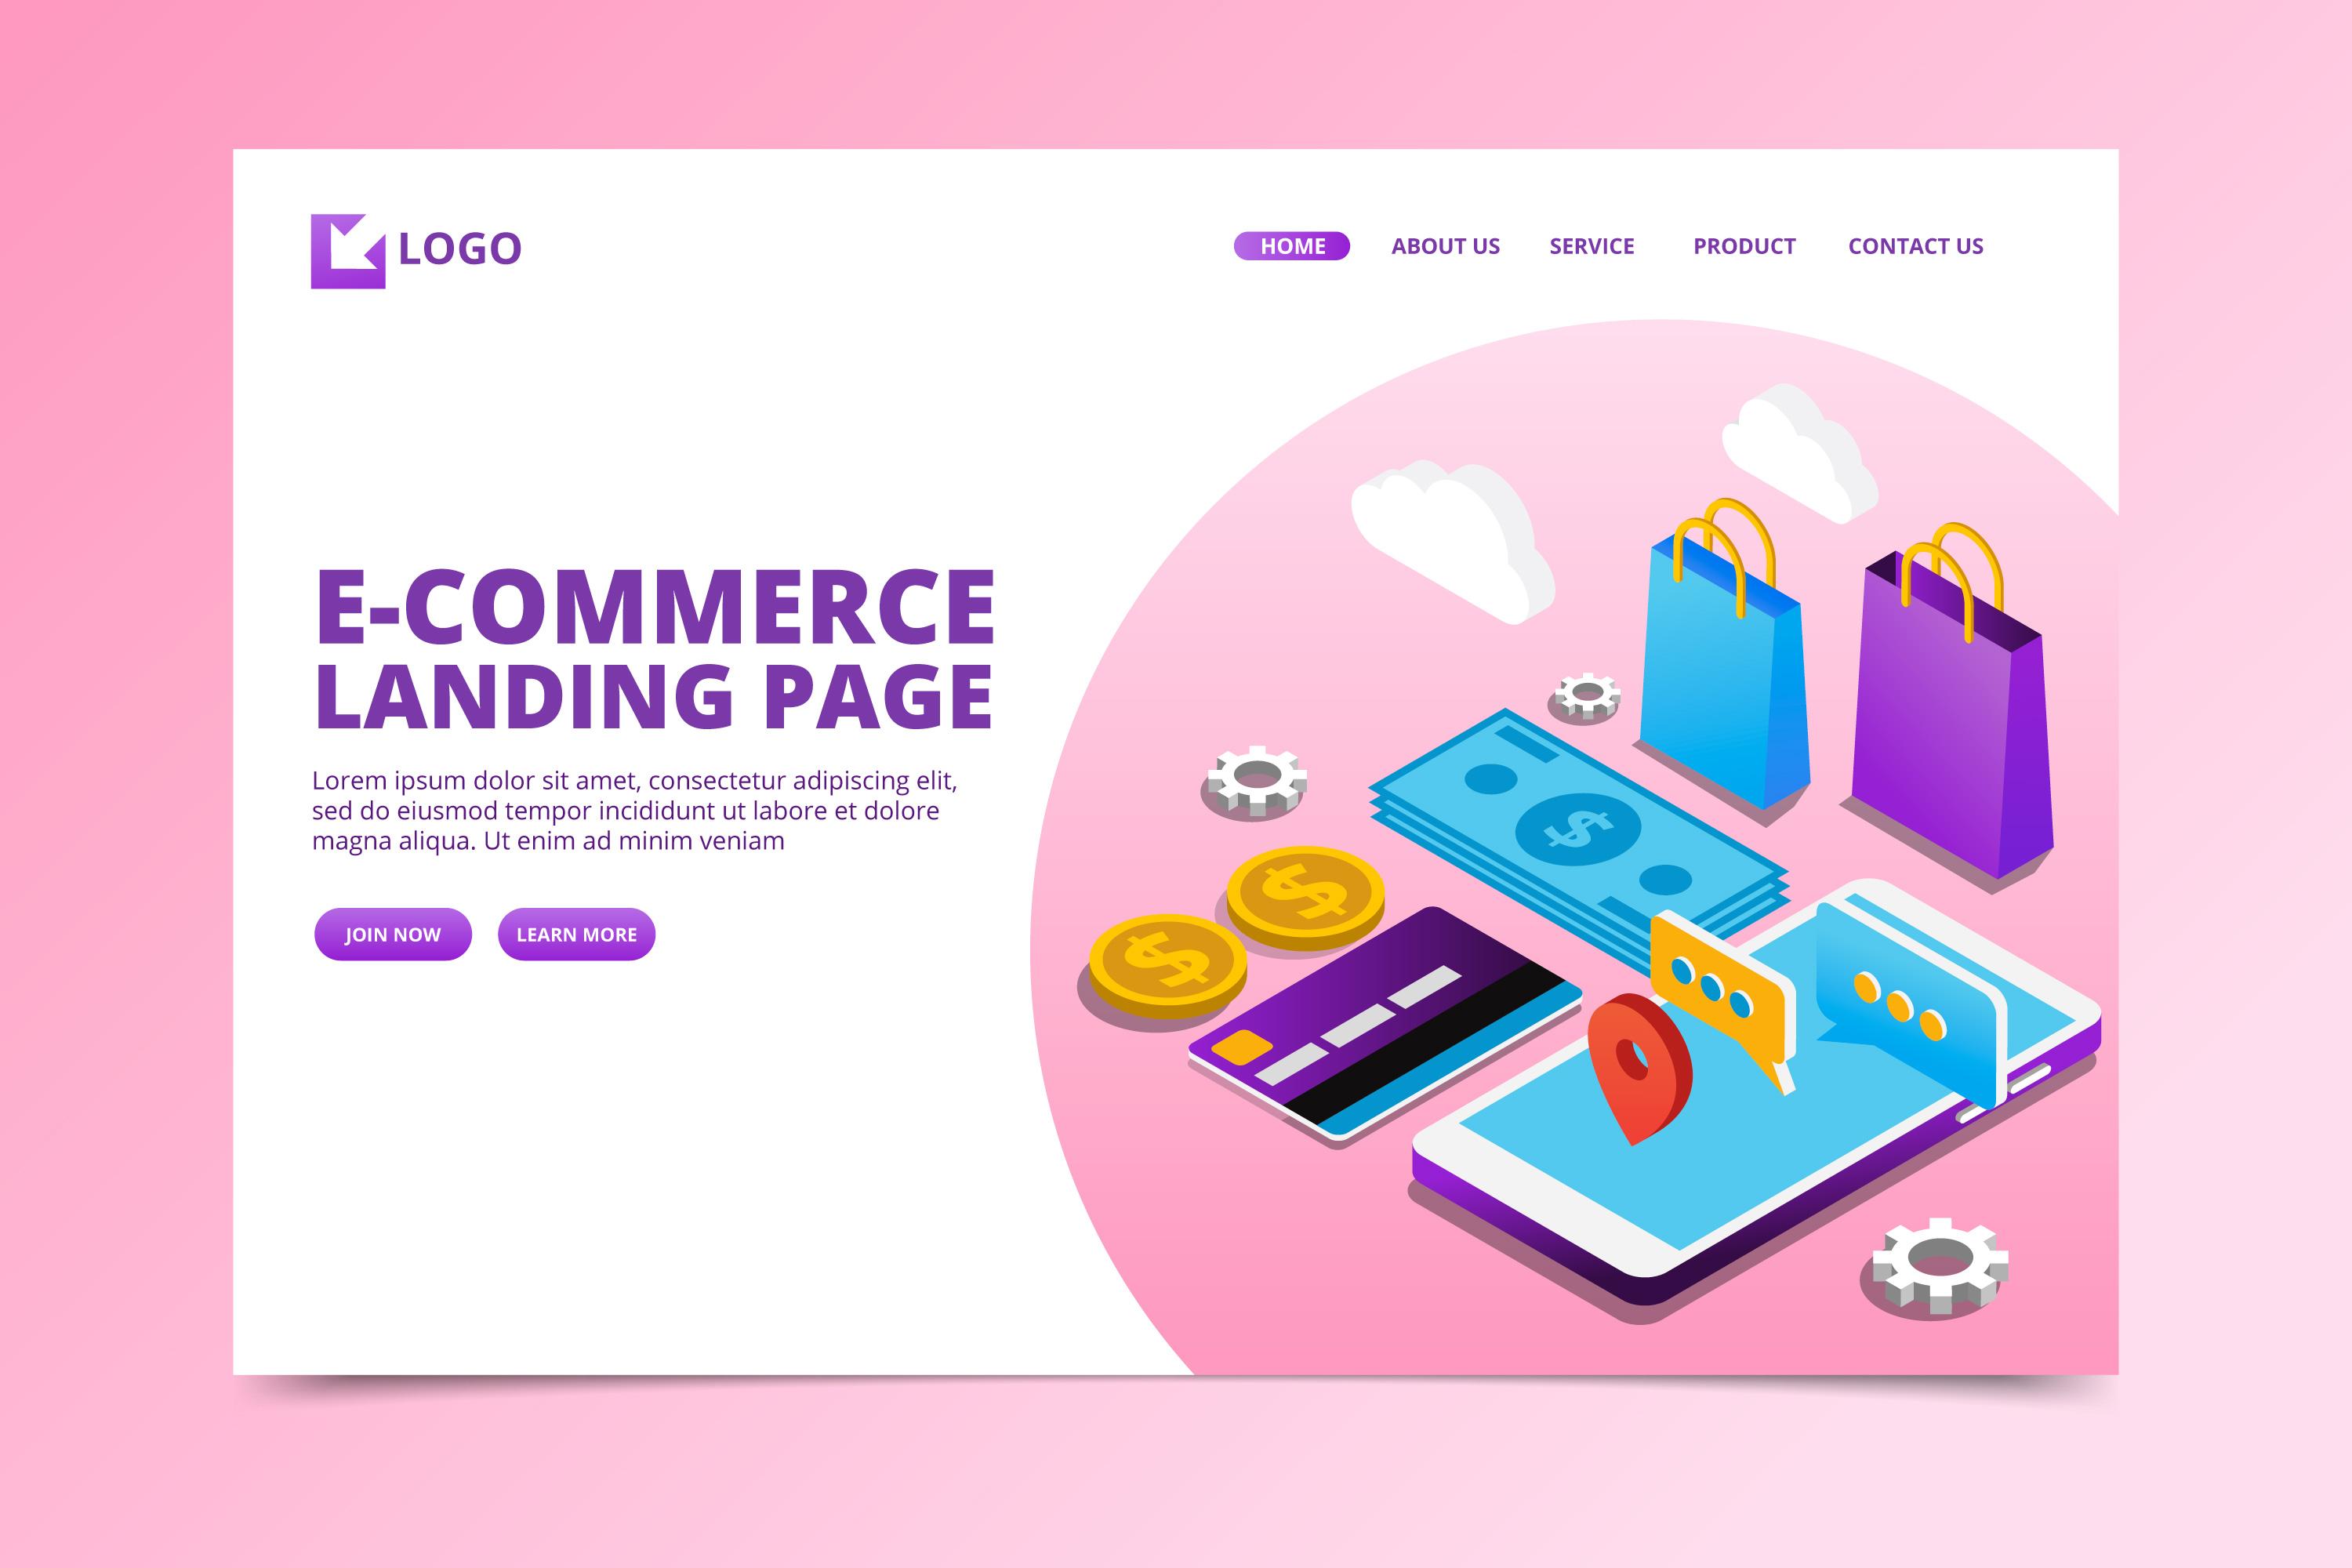 LOGO
HOME ABOUT US SERVICE PRODUCT CONTACT US
E-COMMERCE
LANDING PAGE
Lorem ipsum dolor sit amet, consectetur adipiscing elit,
sed do eiusmod tempor incididunt ut labore et dolore
magna aliqua. Ut enim ad minim veniam
JOIN NOW LEARN MORE
$
$
$